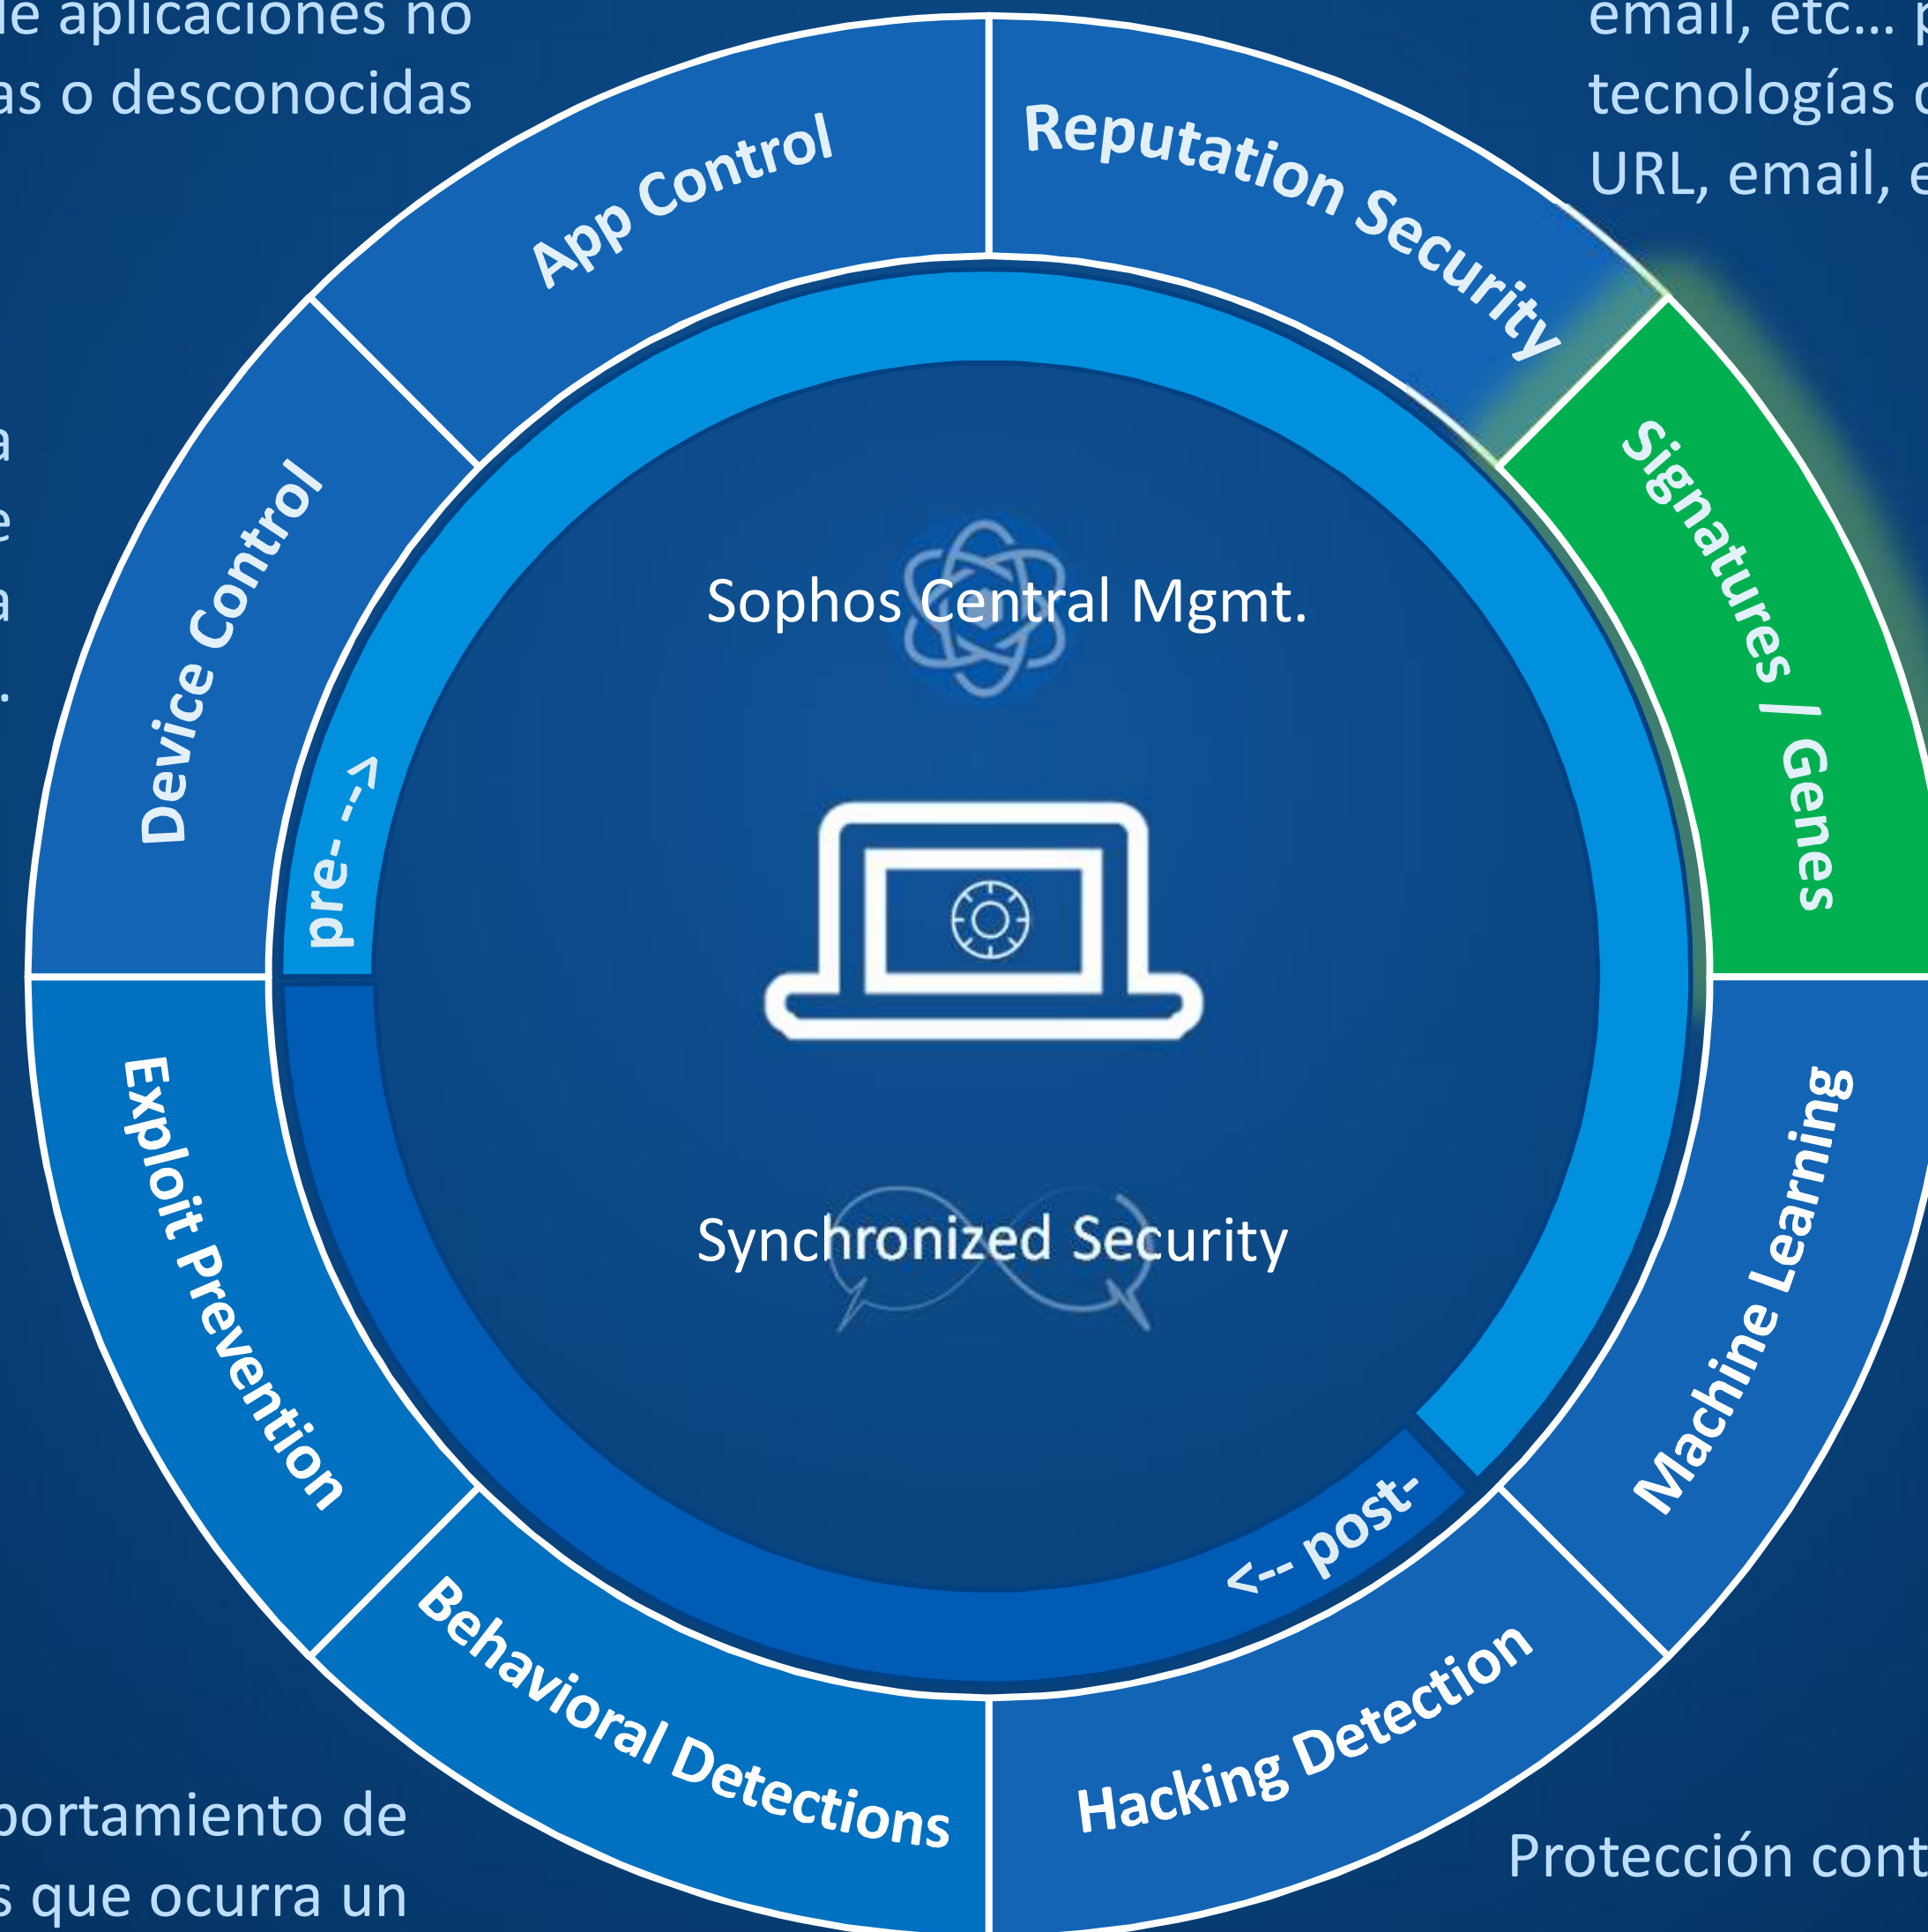 de aplicaciones no
o desconocidas
email, etc...
tecnologías
URL, email,
App Control
Reputation Security
Signatures / Genes
Machine Learning
Hacking Detection
Behavioral Detections
Exploit Prevention
Device Control
pre- --->
<-- post-
Sophos Central Mgmt.
Synchronized Security
portamiento de
s que ocurra un
Protección cont